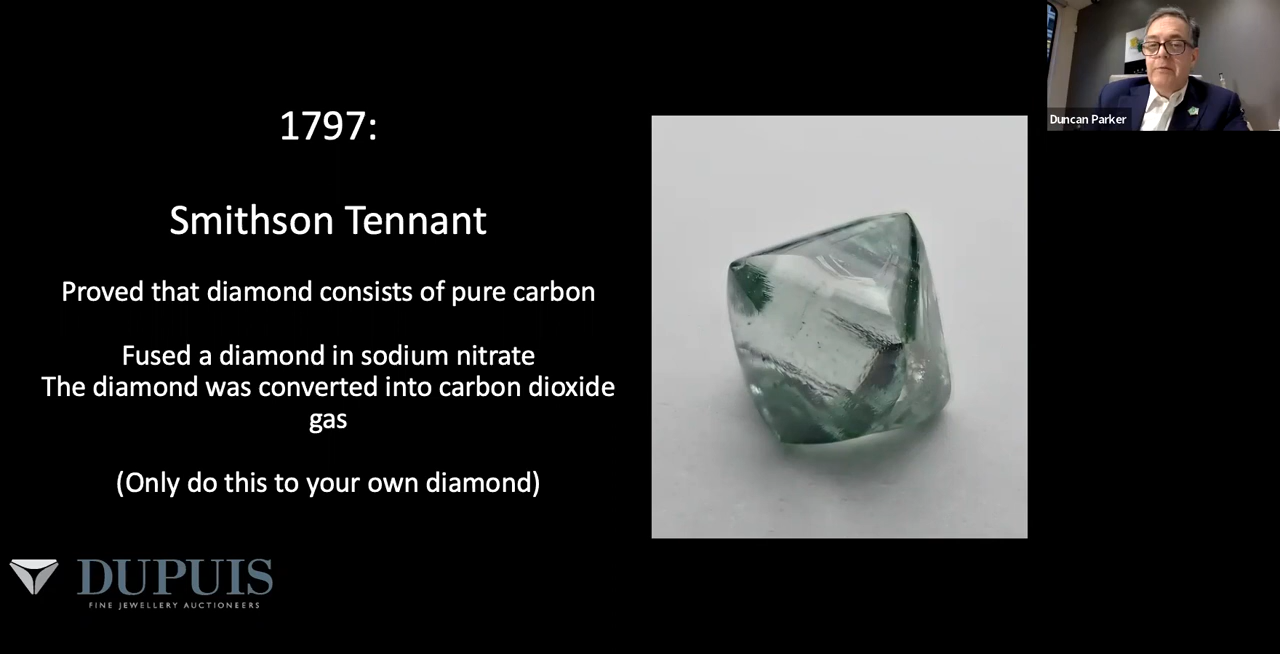 1797:
Smithson Tennant
Proved that diamond consists of pure carbon
Fused a diamond in sodium nitrate
The diamond was converted into carbon dioxide
gas
(Only do this to your own diamond)
DUPUIS
FINE JEWELLERY AUCTIONEERS
Duncan Parker